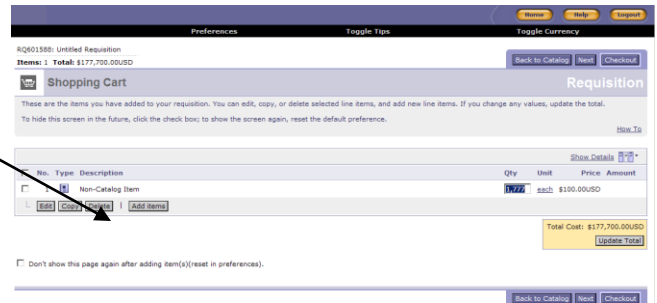 Home Help Logout
Preferences Toggle Tips Toggle Currency
RQ601588: Untitled Requisition
Items: 1 Total: $177,700.00USD
Back to Catalog Next Checkout
Shopping Cart Requisition
These are the items you have added to your requisition. You can edit, copy, or delete selected line items, and add new line items. If you change any values, update the total.
To hide this screen in the future, click the check box; to show the screen again, reset the default preference.
How To
Show Details
No. Type Description Qty Unit Price Amount
1 Non-Catalog Item 1,777 each $100.00USD
Edit Copy Delete | Add items
Total Cost: $177,700.00USD
Update Total
Don't show this page again after adding item(s)(reset in preferences).
Back to Catalog Next Checkout